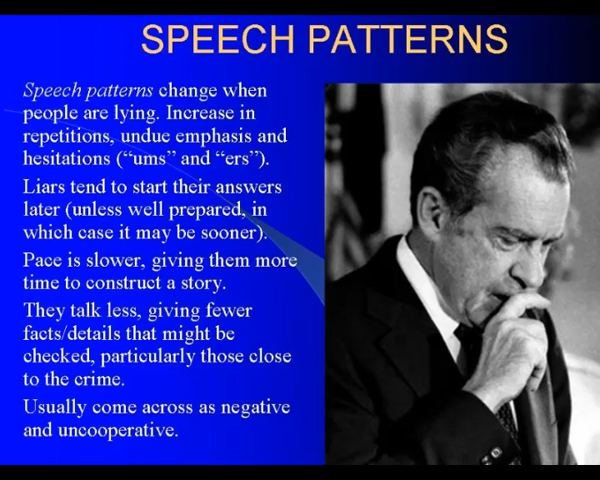 SPEECH PATTERNS
Speech patterns change when
people are lying. Increase in
repetitions, undue emphasis and
hesitations (“ums” and “ers”).
Liars tend to start their answers
later (unless well prepared, in
which case it may be sooner).
Pace is slower, giving them more
time to construct a story.
They talk less, giving fewer
facts/details that might be
checked, particularly those close
to the crime.
Usually come across as negative
and uncooperative.